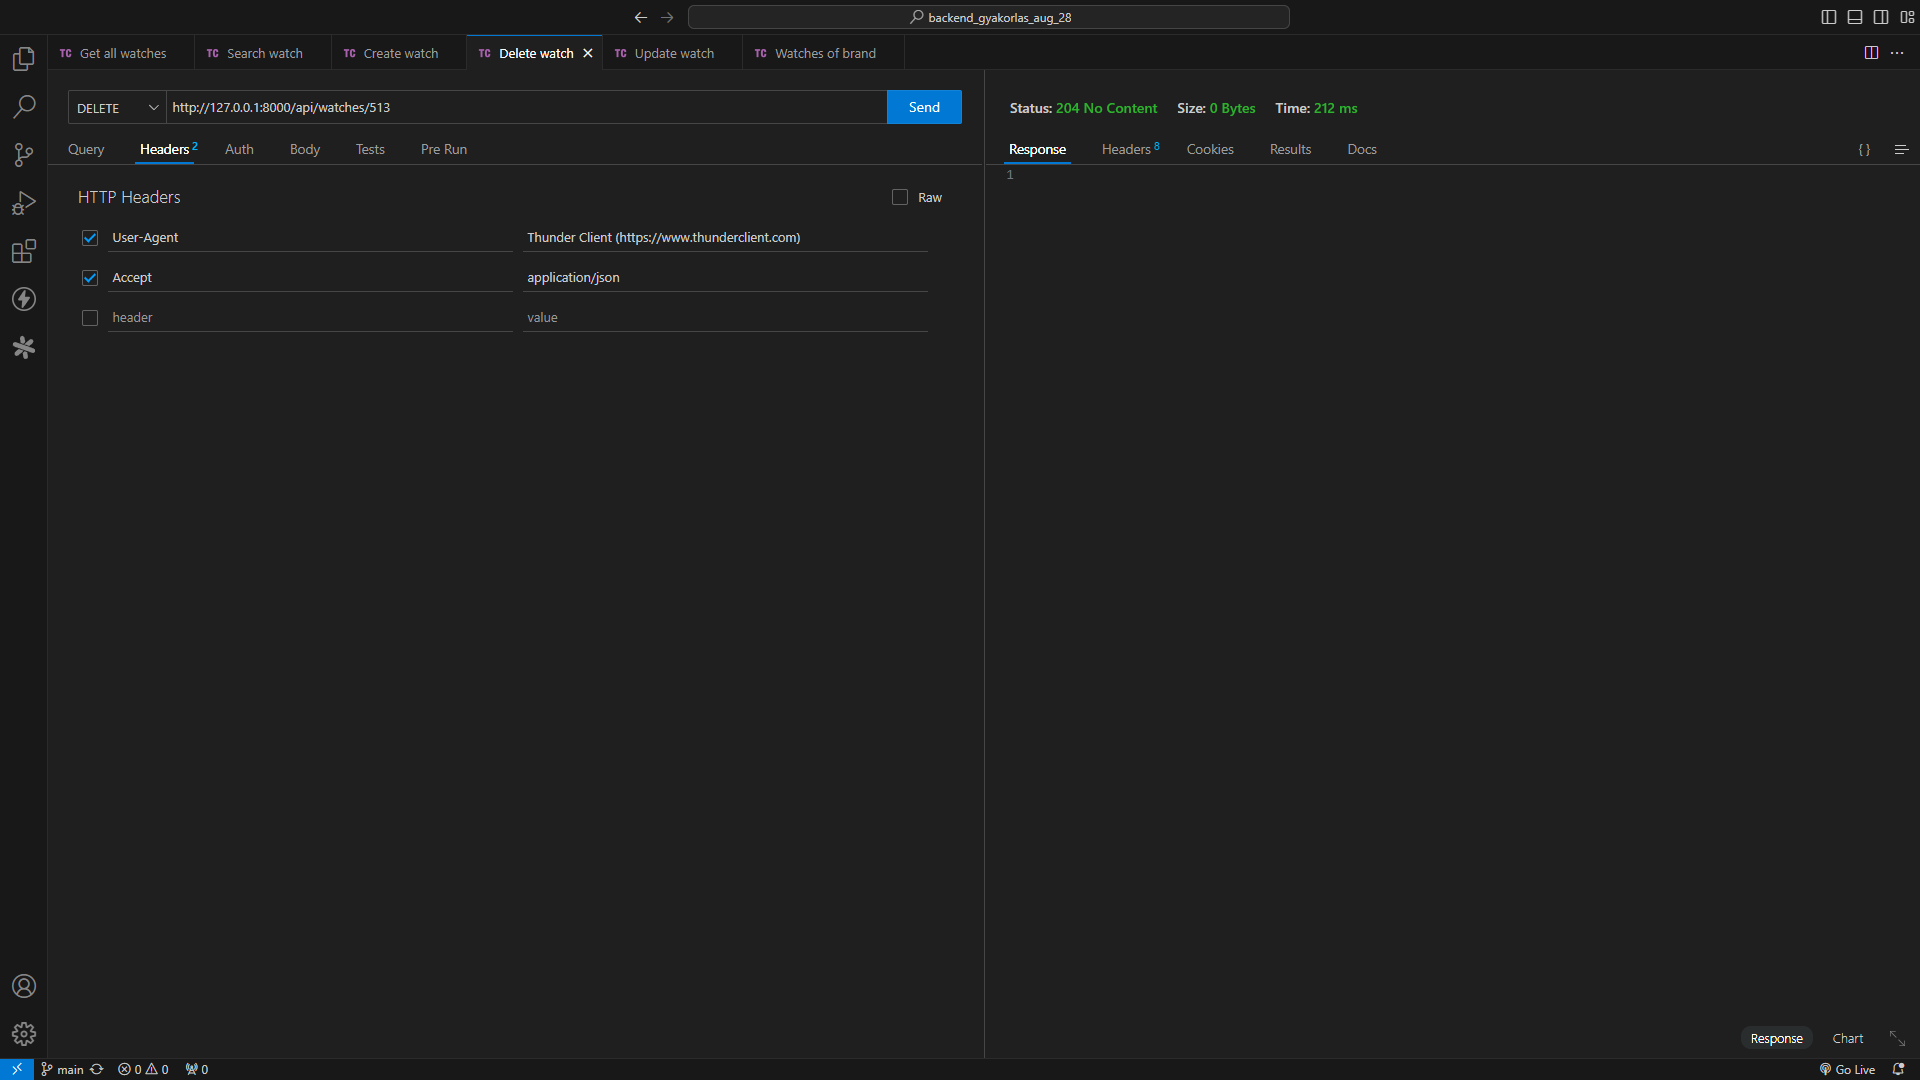 backend_gyakorlas_aug_28
TC Get all watches TC Search watch TC Create watch TC Delete watch TC Update watch TC Watches of brand
DELETE http://127.0.0.1:8000/api/watches/513 Send
Query Headers 2 Auth Body Tests Pre Run
HTTP Headers Raw
User-Agent Thunder Client (https://www.thunderclient.com)
Accept application/json
header value
Status: 204 No Content Size: 0 Bytes Time: 212 ms
Response Headers 8 Cookies Results Docs { }
1
Response Chart
main 0 0 0 Go Live